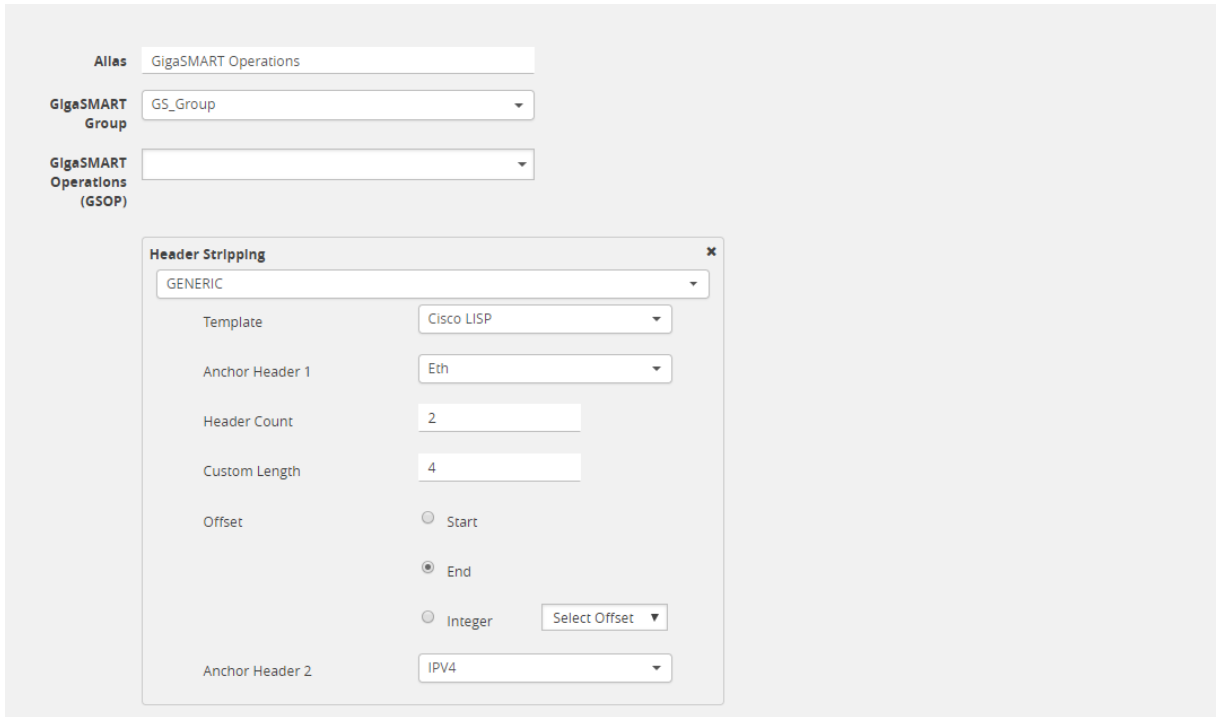 Alias GigaSMART Operations
GigaSMART Group GS_Group
GigaSMART Operations (GSOP)
Header Stripping
GENERIC
Template Cisco LISP
Anchor Header 1 Eth
Header Count 2
Custom Length 4
Offset Start
End
Integer Select Offset
Anchor Header 2 IPV4